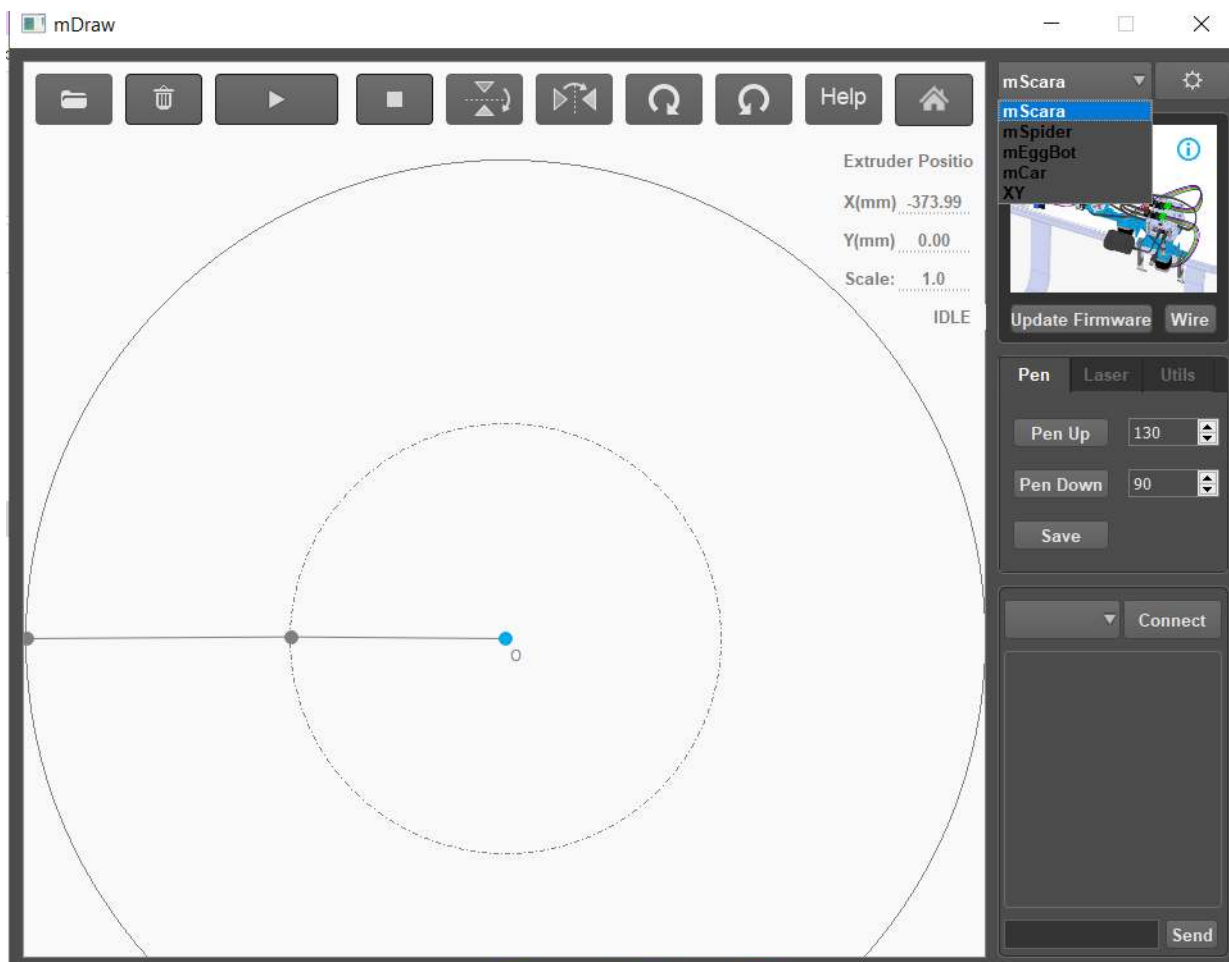 mDraw
Help
Extruder Positio
X(mm) -373.99
Y(mm) 0.00
Scale: 1.0
IDLE
O
mScara
mScara
mSpider
mEggBot
mCar
XY
Update Firmware Wire
Pen Laser Utils
Pen Up 130
Pen Down 90
Save
Connect
Send